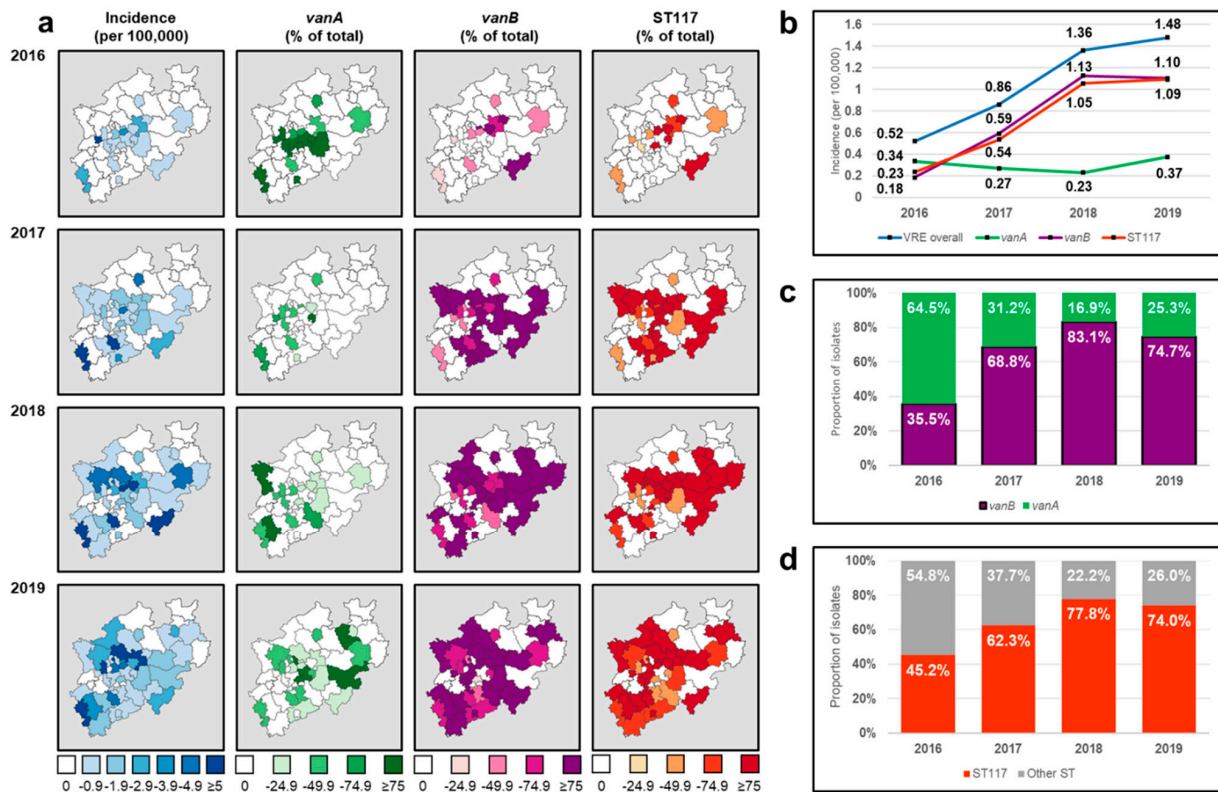 a
Incidence
(per 100,000)
vanA
(% of total)
vanB
(% of total)
ST117
(% of total)
2016
2017
2018
2019
0 -0.9 -1.9 -2.9 -3.9 -4.9 ≥5
0 -24.9 -49.9 -74.9 ≥75
0 -24.9 -49.9 -74.9 ≥75
0 -24.9 -49.9 -74.9 ≥75
b
Incidence (per 100,000)
1.6
1.4
1.2
1
0.8
0.6
0.4
0.2
0
0.52
0.86
1.36
1.48
0.34
0.27
0.23
0.37
0.18
0.59
1.13
1.10
0.23
0.54
1.05
1.09
2016 2017 2018 2019
VRE overall vanA vanB ST117
c
Proportion of isolates
100%
80%
60%
40%
20%
0%
64.5% 31.2% 16.9% 25.3%
35.5% 68.8% 83.1% 74.7%
2016 2017 2018 2019
vanB vanA
d
Proportion of isolates
100%
80%
60%
40%
20%
0%
54.8% 37.7% 22.2% 26.0%
45.2% 62.3% 77.8% 74.0%
2016 2017 2018 2019
ST117 Other ST